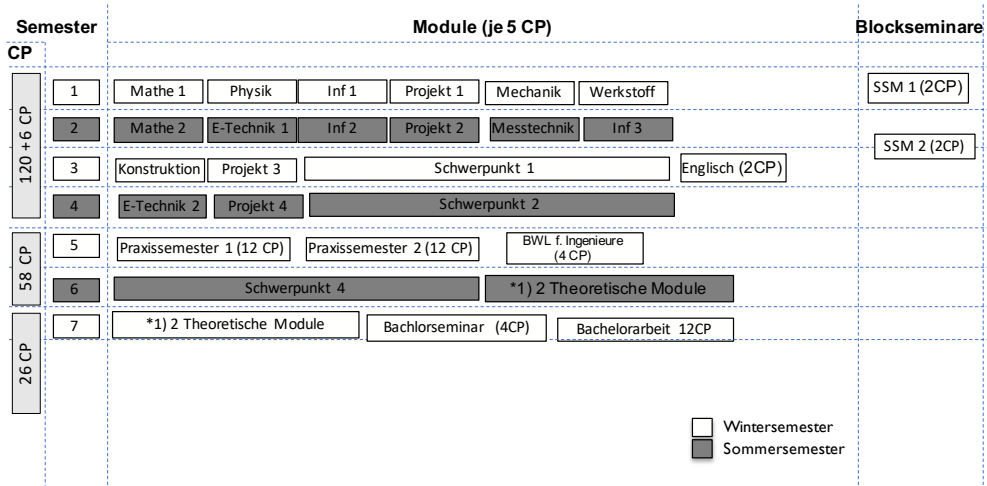 Semester
Module (je 5 CP)
Blockseminare
CP
120 +6 CP
1
Mathe 1
Physik
Inf 1
Projekt 1
Mechanik
Werkstoff
SSM 1 (2CP)
2
Mathe 2
E-Technik 1
Inf 2
Projekt 2
Messtechnik
Inf 3
SSM 2 (2CP)
3
Konstruktion
Projekt 3
Schwerpunkt 1
Englisch (2CP)
4
E-Technik 2
Projekt 4
Schwerpunkt 2
58 CP
5
Praxissemester 1 (12 CP)
Praxissemester 2 (12 CP)
BWL f. Ingenieure
(4 CP)
6
Schwerpunkt 4
*1) 2 Theoretische Module
26 CP
7
*1) 2 Theoretische Module
Bachlorseminar (4CP)
Bachelorarbeit 12CP
Wintersemester
Sommersemester